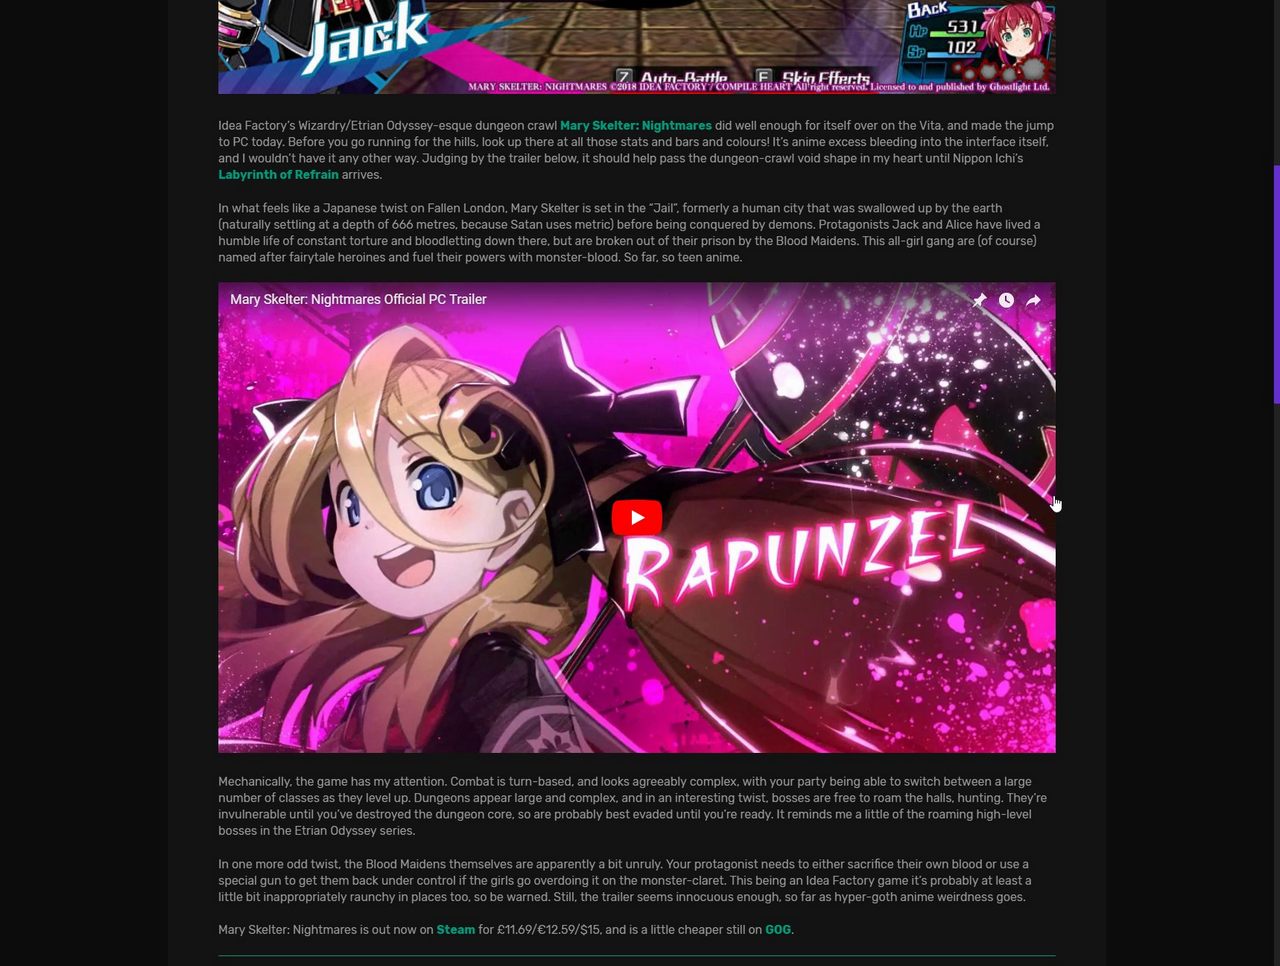 Jack
BACK
HP 531
SP 102
Z Auto-Battle E Skip Effects
MARY SKELTER: NIGHTMARES ©2018 IDEA FACTORY / COMPILE HEART All right reserved. Licensed to and published by Ghostlight Ltd.
Idea Factory’s Wizardry/Etrian Odyssey-esque dungeon crawl Mary Skelter: Nightmares did well enough for itself over on the Vita, and made the jump
to PC today. Before you go running for the hills, look up there at all those stats and bars and colours! It’s anime excess bleeding into the interface itself,
and I wouldn’t have it any other way. Judging by the trailer below, it should help pass the dungeon-crawl void shape in my heart until Nippon Ichi’s
Labyrinth of Refrain arrives.
In what feels like a Japanese twist on Fallen London, Mary Skelter is set in the “Jail”, formerly a human city that was swallowed up by the earth
(naturally settling at a depth of 666 metres, because Satan uses metric) before being conquered by demons. Protagonists Jack and Alice have lived a
humble life of constant torture and bloodletting down there, but are broken out of their prison by the Blood Maidens. This all-girl gang are (of course)
named after fairytale heroines and fuel their powers with monster-blood. So far, so teen anime.
Mary Skelter: Nightmares Official PC Trailer
RAPUNZEL
Mechanically, the game has my attention. Combat is turn-based, and looks agreeably complex, with your party being able to switch between a large
number of classes as they level up. Dungeons appear large and complex, and in an interesting twist, bosses are free to roam the halls, hunting. They’re
invulnerable until you’ve destroyed the dungeon core, so are probably best evaded until you’re ready. It reminds me a little of the roaming high-level
bosses in the Etrian Odyssey series.
In one more odd twist, the Blood Maidens themselves are apparently a bit unruly. Your protagonist needs to either sacrifice their own blood or use a
special gun to get them back under control if the girls go overdoing it on the monster-claret. This being an Idea Factory game it’s probably at least a
little bit inappropriately raunchy in places too, so be warned. Still, the trailer seems innocuous enough, so far as hyper-goth anime weirdness goes.
Mary Skelter: Nightmares is out now on Steam for £11.69/€12.59/$15, and is a little cheaper still on GOG.